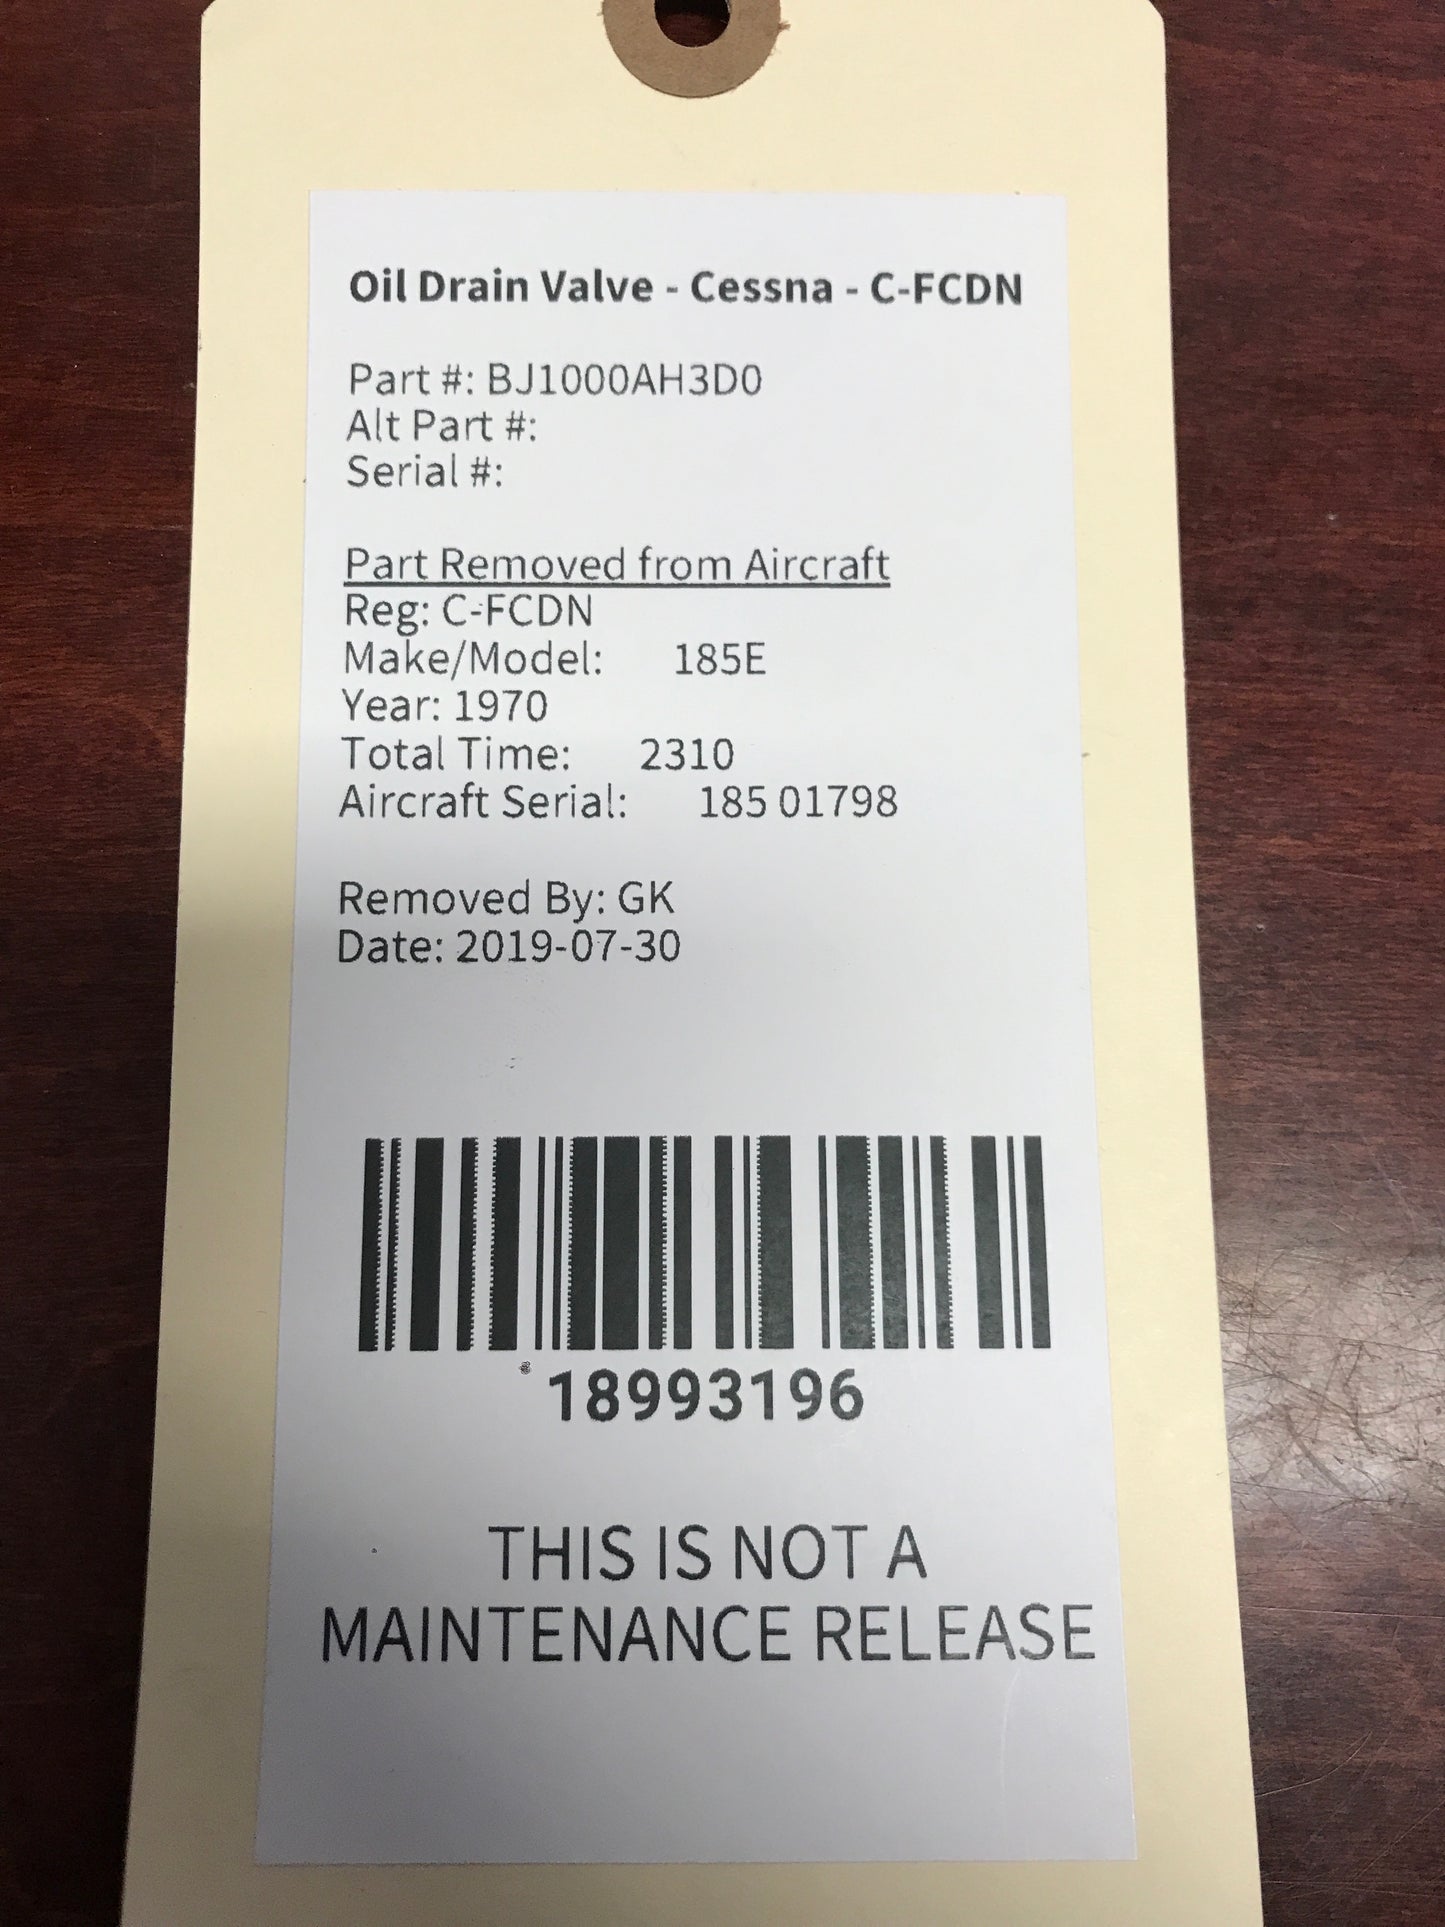 Oil Drain Valve - Cessna - C-FCDN
Part #: BJ1000AH3D0
Alt Part #:
Serial #:
Part Removed from Aircraft
Reg: C-FCDN
Make/Model: 185E
Year: 1970
Total Time: 2310
Aircraft Serial: 185 01798
Removed By: GK
Date: 2019-07-30
18993196
THIS IS NOT A
MAINTENANCE RELEASE